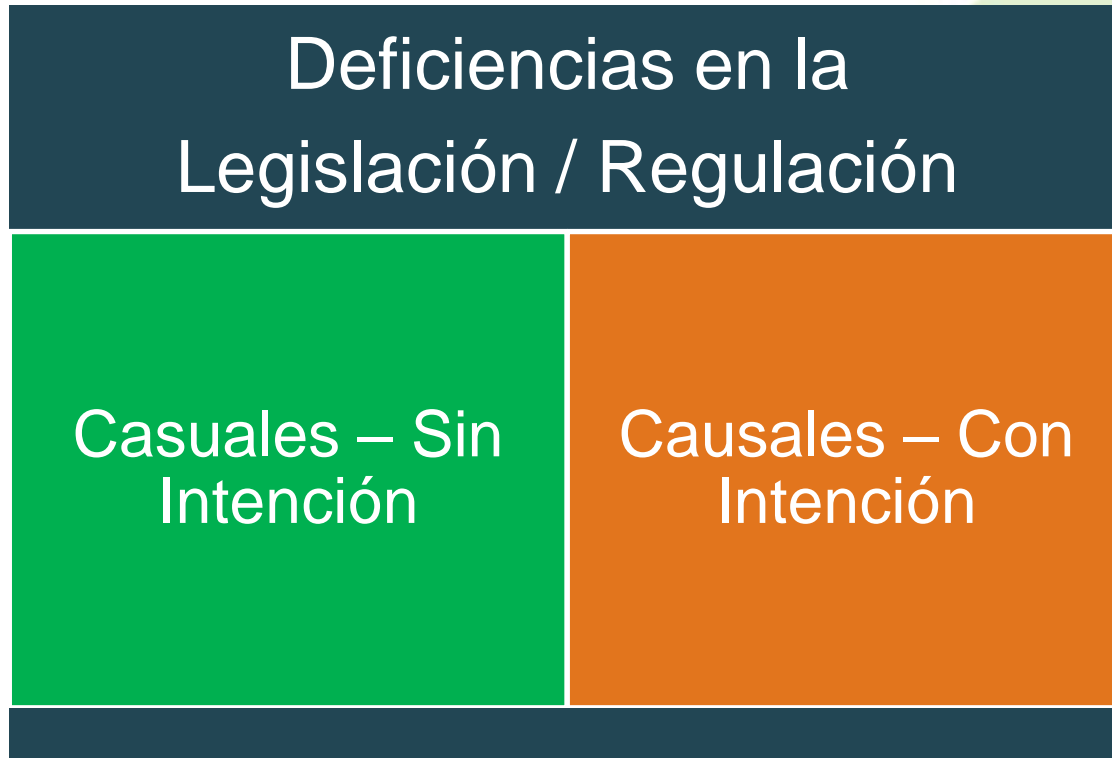 Deficiencias en la
Legislación / Regulación
Casuales – Sin
Intención
Causales – Con
Intención